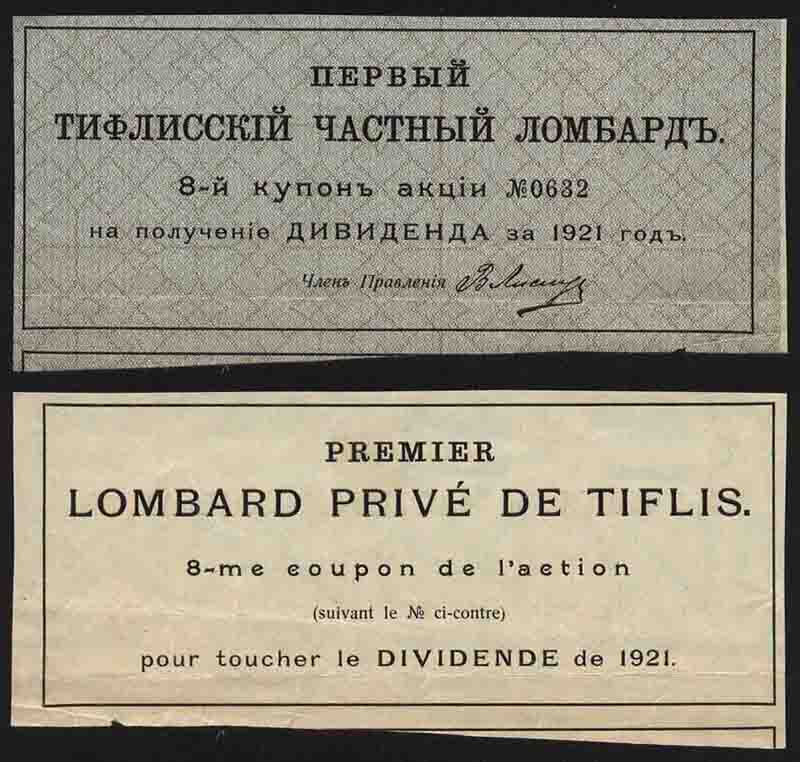 ПЕРВЫЙ
ТИФЛИССКІЙ ЧАСТНЫЙ ЛОМБАРДЪ.
8-й купонъ акціи №0632
на полученіе ДИВИДЕНДА за 1921 годъ.
Членъ Правленія
PREMIER
LOMBARD PRIVÉ DE TIFLIS.
8-me coupon de l'action
(suivant le № ci-contre)
pour toucher le DIVIDENDE de 1921.